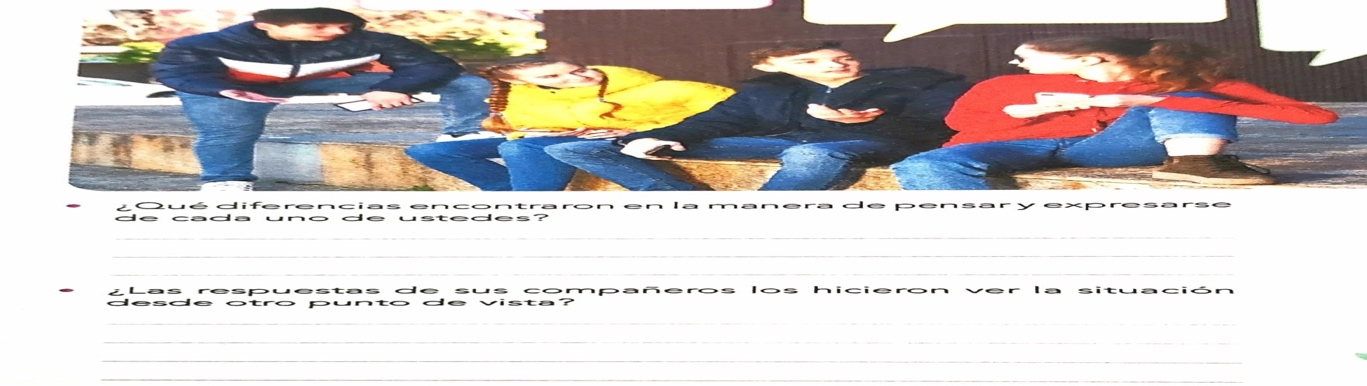 ¿Qué diferencias encontraron en la manera de pensar y expresarse
de cada uno de ustedes?
¿Las respuestas de sus compañeros los hicieron ver la situación
desde otro punto de vista?